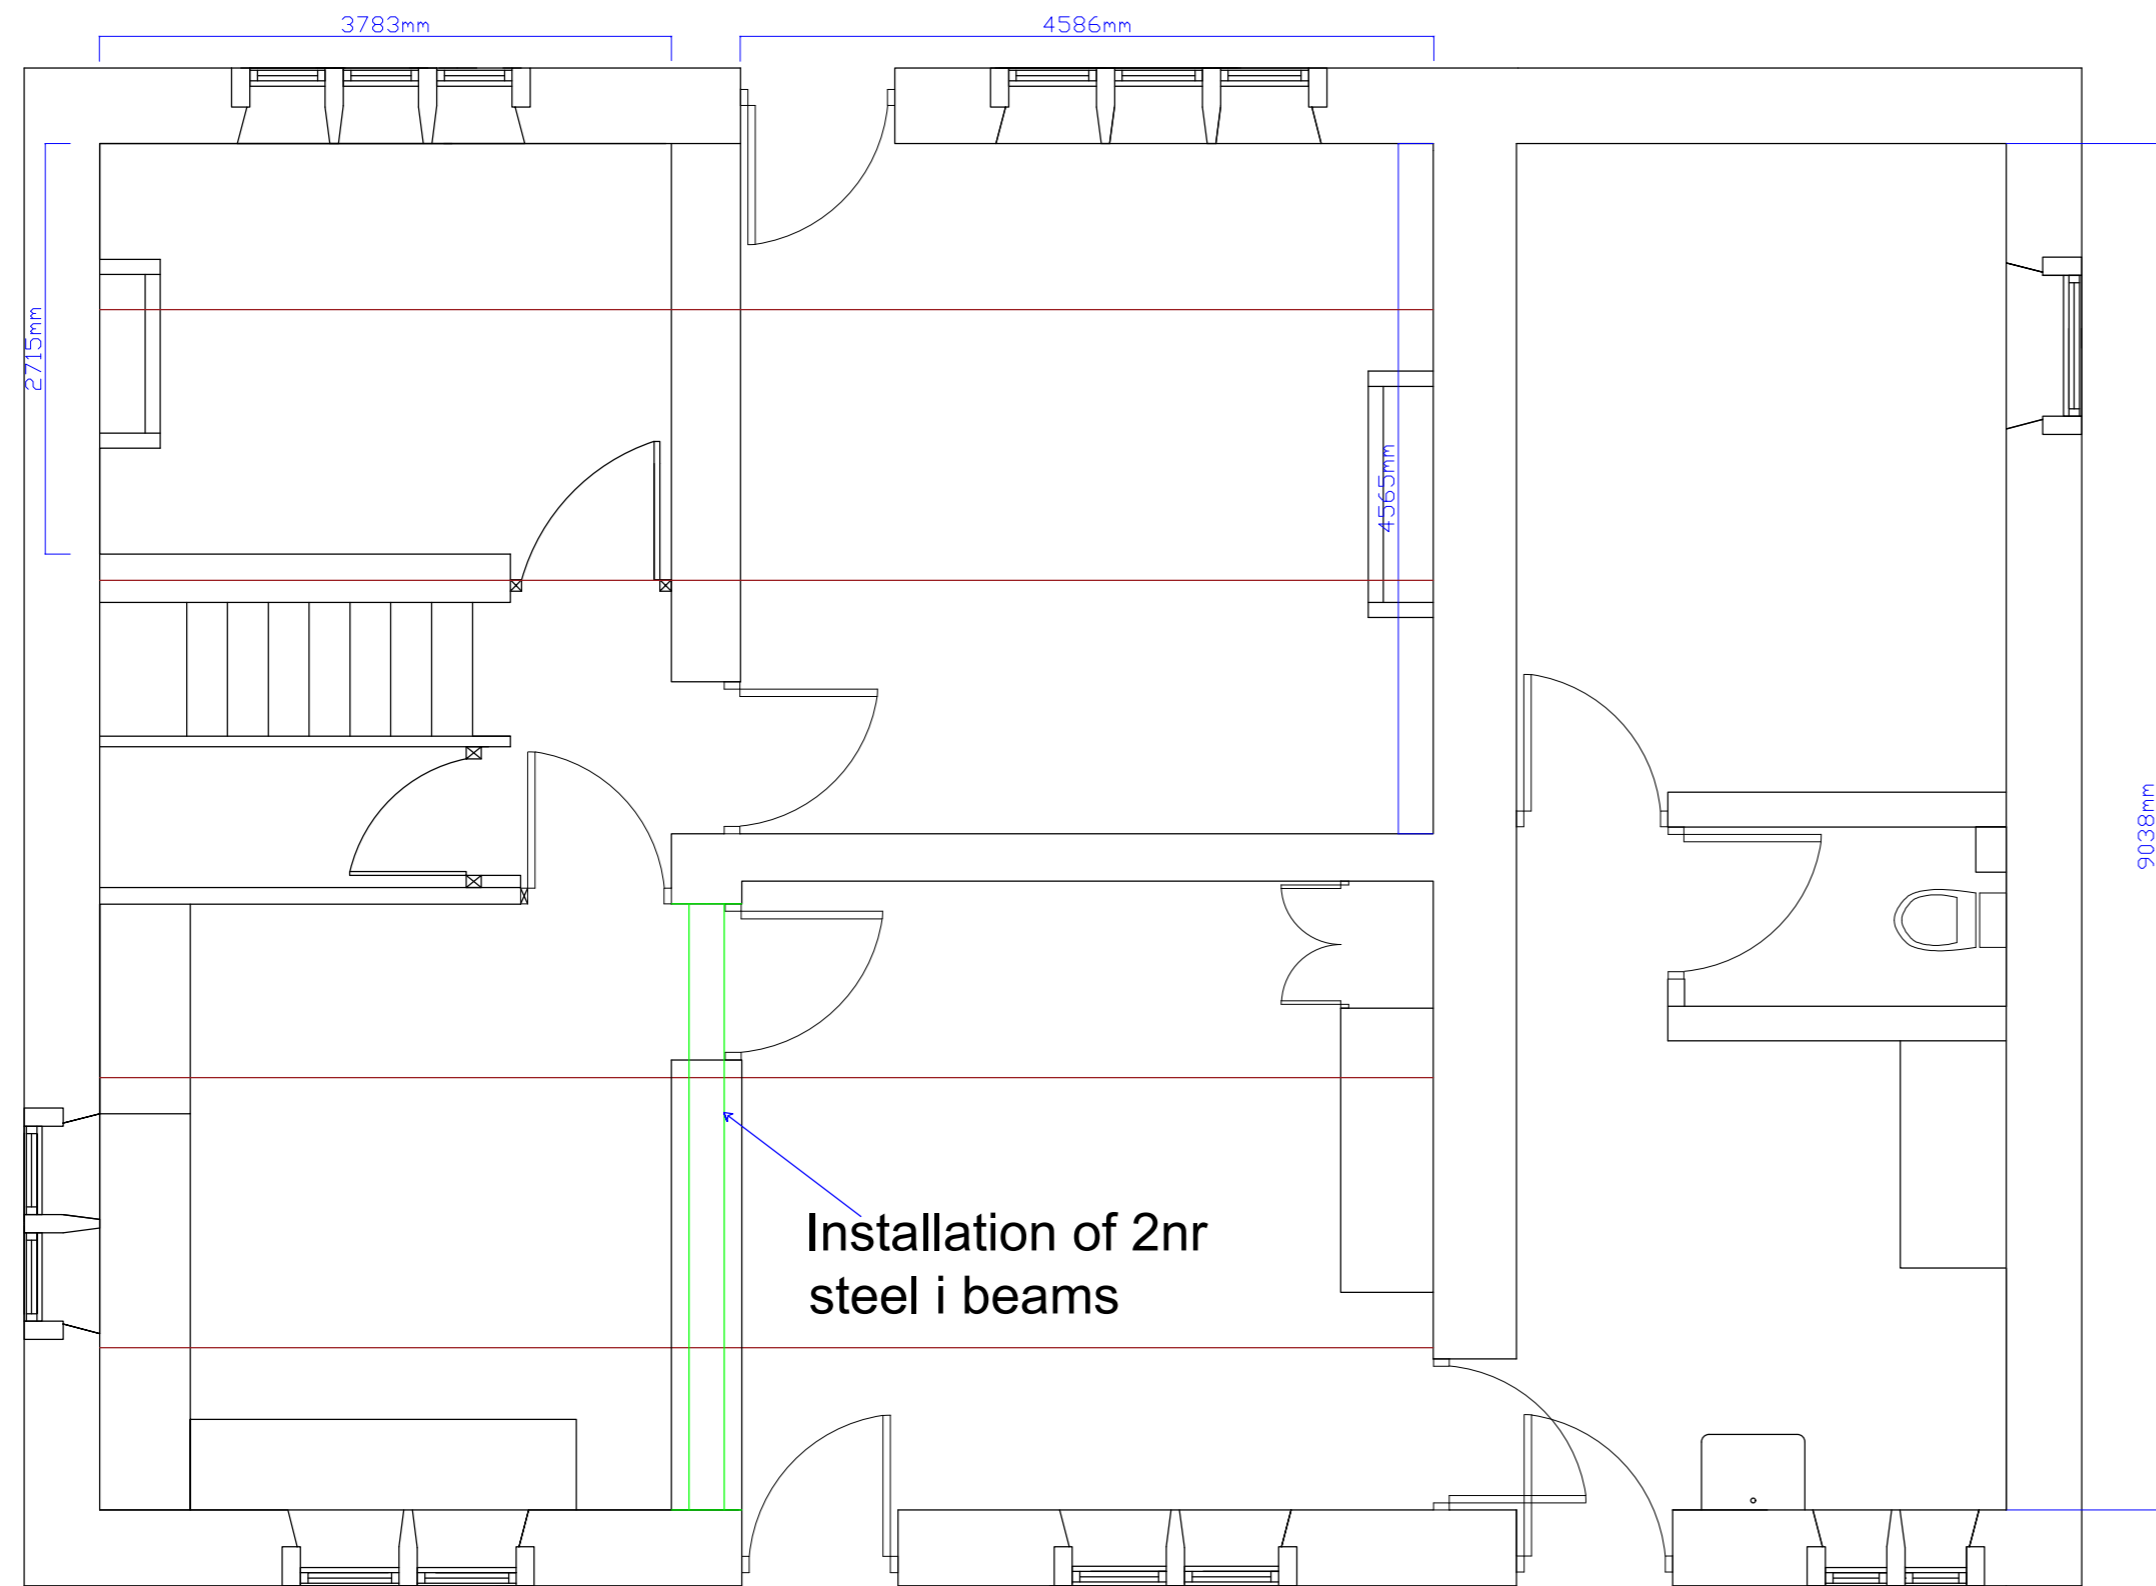 3783mm
4586mm
2715mm
4565mm
9038mm
Installation of 2nr
steel i beams